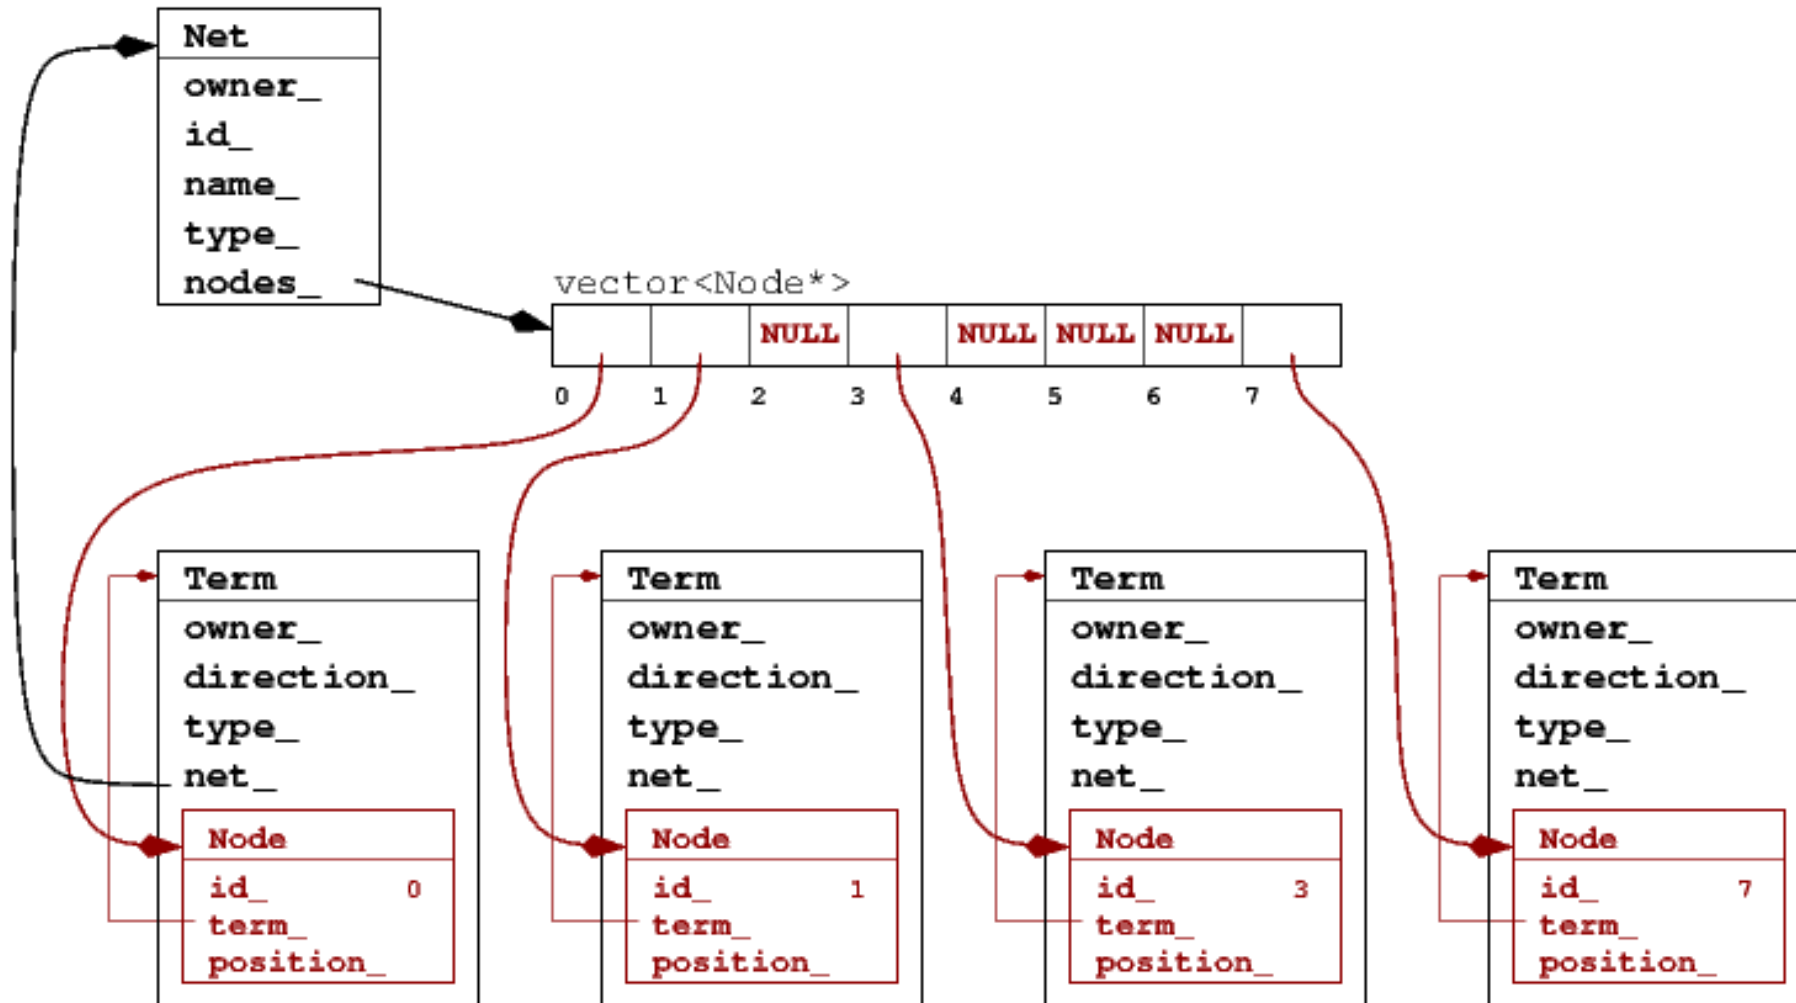 Net
owner_
id_
name_
type_
nodes_
vector<Node*>
NULL NULL NULL NULL
0 1 2 3 4 5 6 7
Term Term Term Term
owner_ owner_ owner_ owner_
direction_ direction_ direction_ direction_
type_ type_ type_ type_
net_ net_ net_ net_
Node Node Node Node
id_ 0 id_ 1 id_ 3 id_ 7
term_ term_ term_ term_
position_ position_ position_ position_